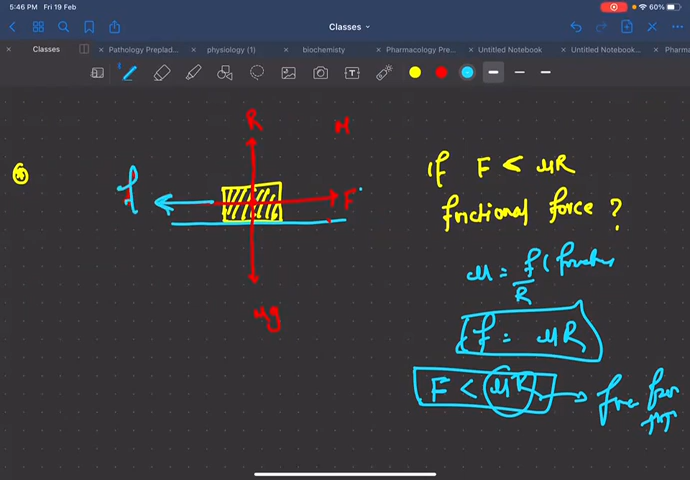 5:46 PM Fri 19 Feb
60%
Classes
Classes
Pathology Preplad...
physiology (1)
biochemisty
Pharmacology Pre...
Untitled Notebook
Untitled Notebook...
Pharma
R
M
f
F
Mg
If F < μR
frictional force ?
μ = f
R
f = μR
F < μR